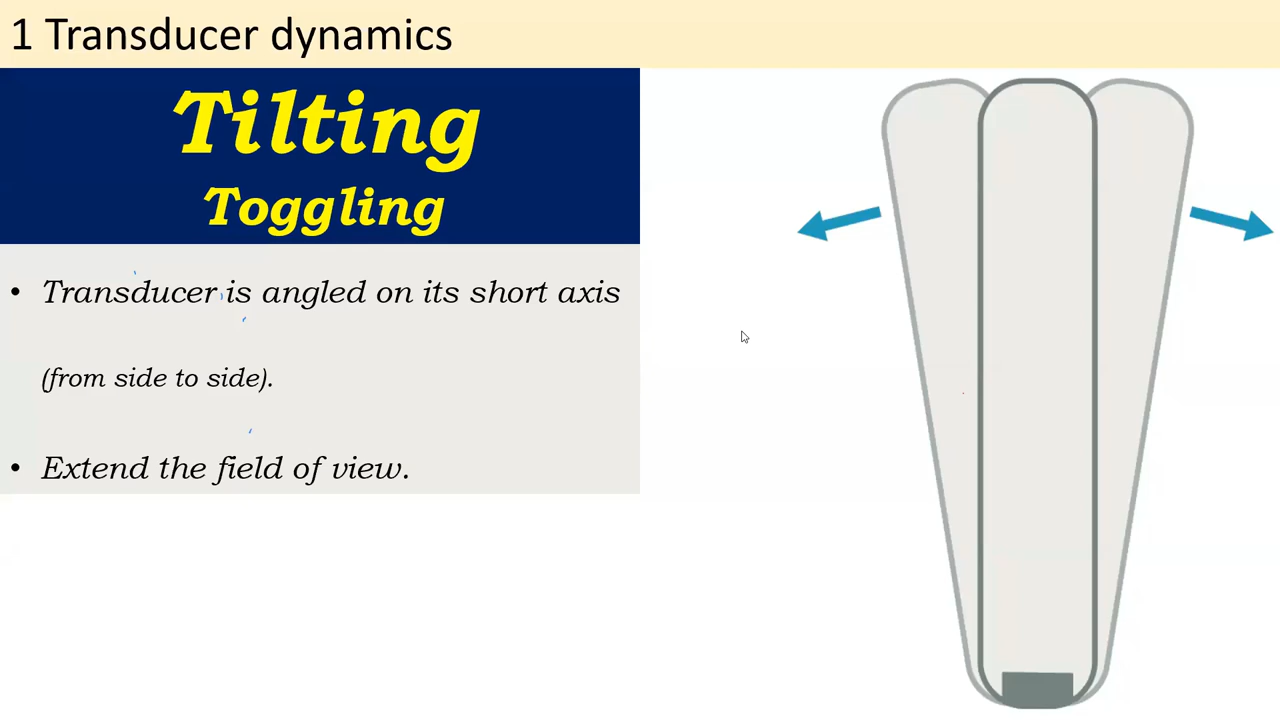 1 Transducer dynamics
Tilting
Toggling
• Transducer is angled on its short axis
(from side to side).
• Extend the field of view.